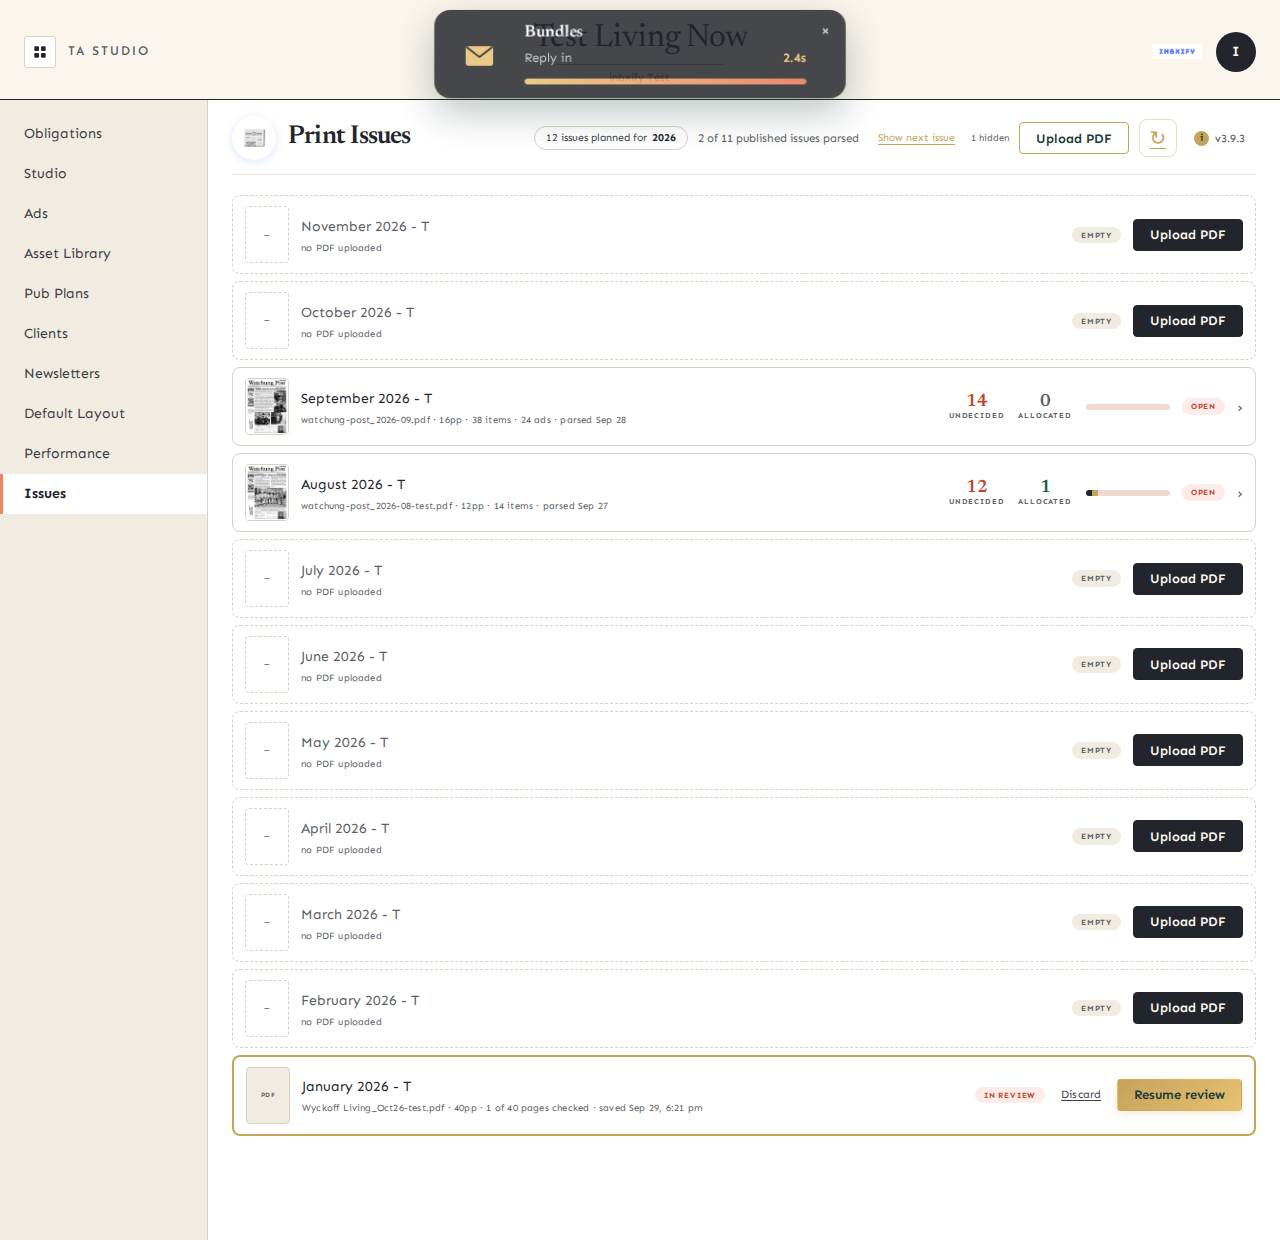 TA STUDIO
Test Living Now
Inbxify Test
Bundles
×
Reply in
2.4s
INBXIFY
I
Obligations
Studio
Ads
Asset Library
Pub Plans
Clients
Newsletters
Default Layout
Performance
Issues
Print Issues
12 issues planned for 2026
2 of 11 published issues parsed
Show next issue
1 hidden
Upload PDF
↻
i v3.9.3
–
November 2026 - T
no PDF uploaded
EMPTY
Upload PDF
–
October 2026 - T
no PDF uploaded
EMPTY
Upload PDF
Watchung Post
September 2026 - T
watchung-post_2026-09.pdf · 16pp · 38 items · 24 ads · parsed Sep 28
14
UNDECIDED
0
ALLOCATED
OPEN
›
Watchung Post
August 2026 - T
watchung-post_2026-08-test.pdf · 12pp · 14 items · parsed Sep 27
12
UNDECIDED
1
ALLOCATED
OPEN
›
–
July 2026 - T
no PDF uploaded
EMPTY
Upload PDF
–
June 2026 - T
no PDF uploaded
EMPTY
Upload PDF
–
May 2026 - T
no PDF uploaded
EMPTY
Upload PDF
–
April 2026 - T
no PDF uploaded
EMPTY
Upload PDF
–
March 2026 - T
no PDF uploaded
EMPTY
Upload PDF
–
February 2026 - T
no PDF uploaded
EMPTY
Upload PDF
PDF
January 2026 - T
Wyckoff Living_Oct26-test.pdf · 40pp · 1 of 40 pages checked · saved Sep 29, 6:21 pm
IN REVIEW
Discard
Resume review